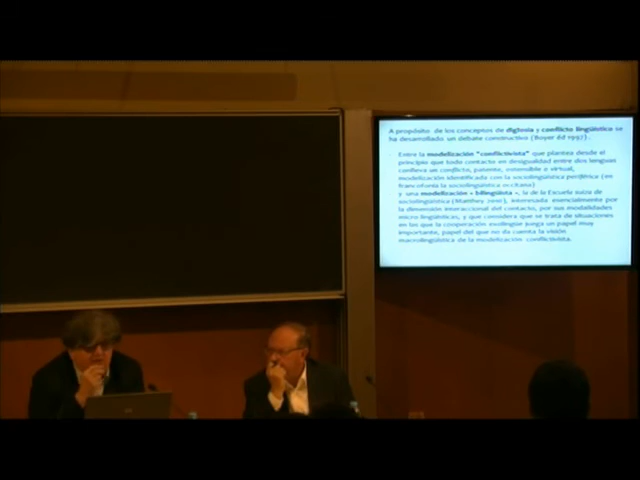 A propósito de los conceptos de diglosia y conflicto lingüístico se
ha desarrollado un debate constructivo (Boyer éd 1997).
Entre la modelización "conflictivista" que plantea desde el
principio que todo contacto en desigualdad entre dos lenguas
conlleva un conflicto, patente, ostensible o virtual,
modelización identificada con la sociolingüística periférica (en
francofonía la sociolingüística occitana)
y una modelización « bilingüista », la de la Escuela suiza de
sociolingüística (Matthey 2010), interesada esencialmente por
la dimensión interaccional del contacto, por sus modalidades
micro lingüísticas, y que considera que se trata de situaciones
en las que la cooperación exolingüe juega un papel muy
importante, papel del que no da cuenta la visión
macrolingüística de la modelización conflictivista.